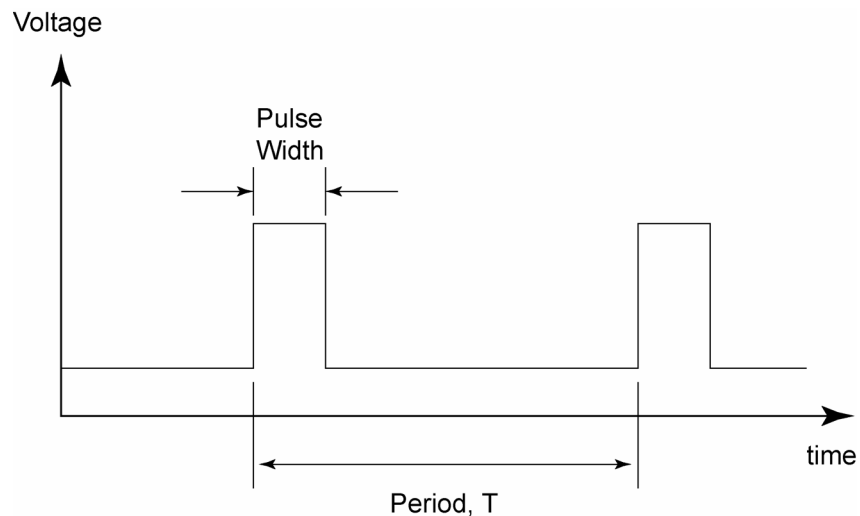 Voltage
Pulse
Width
time
Period, T